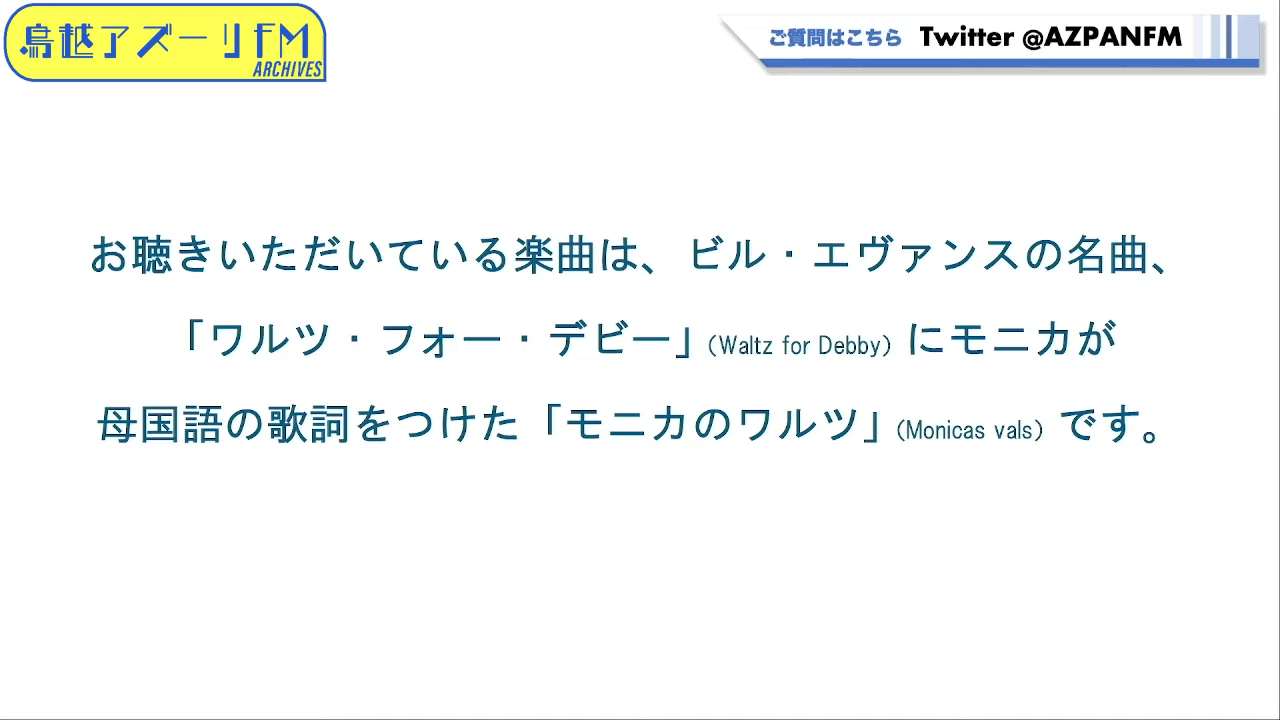 鳥越アズーリFM
ARCHIVES
ご質問はこちら Twitter @AZPANFM
お聴きいただいている楽曲は、ビル・エヴァンスの名曲、
「ワルツ・フォー・デビー」(Waltz for Debby) にモニカが
母国語の歌詞をつけた「モニカのワルツ」(Monicas vals) です。